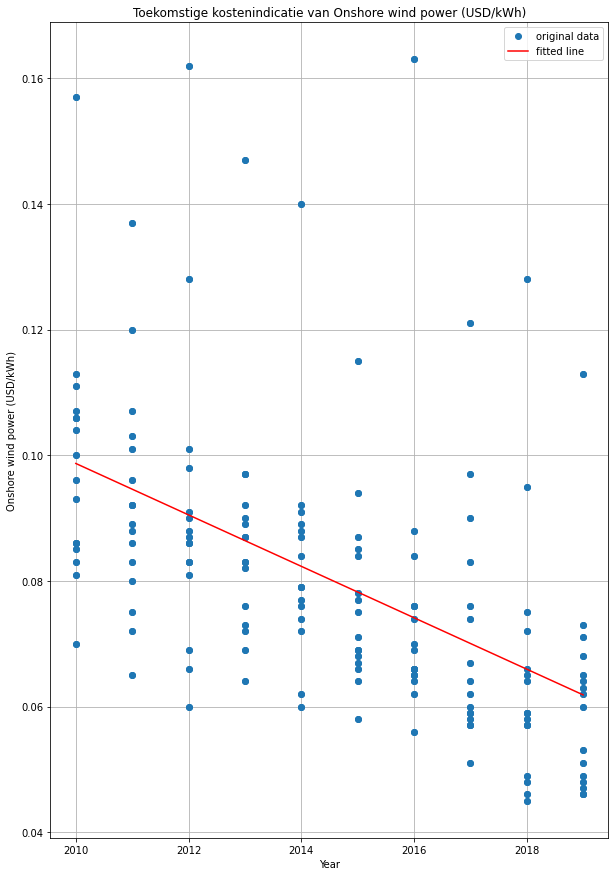 Toekomstige kostenindicatie van Onshore wind power (USD/kWh)
original data
fitted line
0.16
0.14
0.12
0.10
0.08
0.06
0.04
Onshore wind power (USD/kWh)
2010
2012
2014
2016
2018
Year